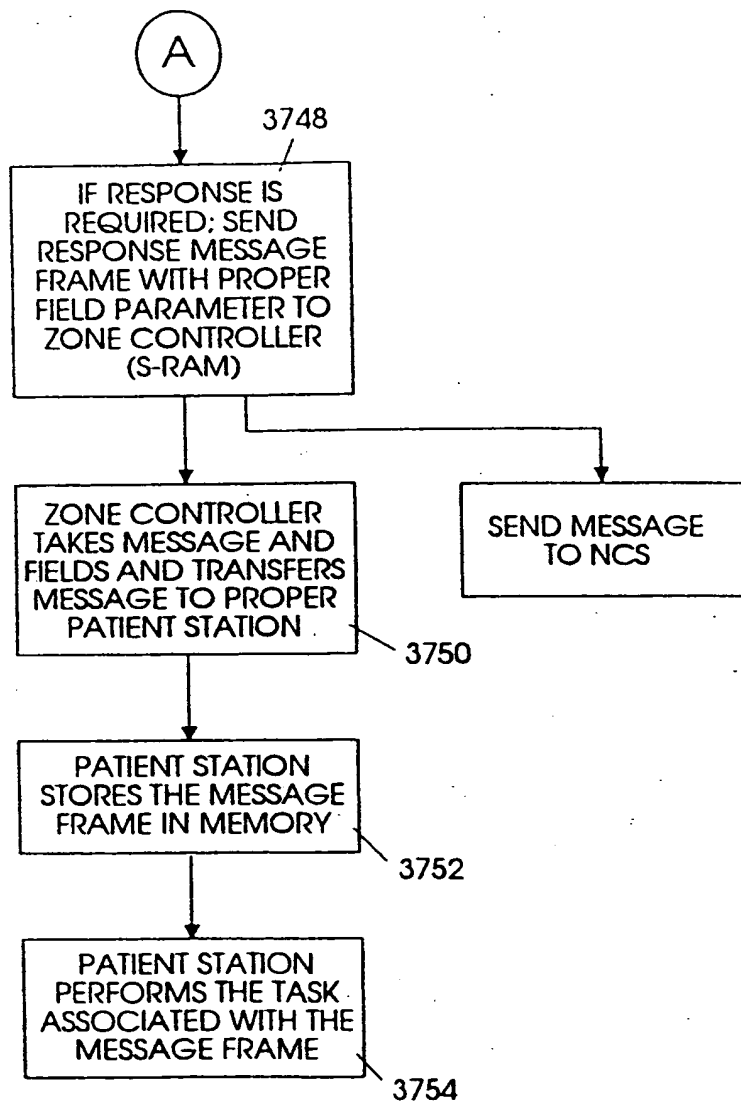 A
3748
IF RESPONSE IS
REQUIRED; SEND
RESPONSE MESSAGE
FRAME WITH PROPER
FIELD PARAMETER TO
ZONE CONTROLLER
(S-RAM)
ZONE CONTROLLER
TAKES MESSAGE AND
FIELDS AND TRANSFERS
MESSAGE TO PROPER
PATIENT STATION
3750
SEND MESSAGE
TO NCS
PATIENT STATION
STORES THE MESSAGE
FRAME IN MEMORY
3752
PATIENT STATION
PERFORMS THE TASK
ASSOCIATED WITH THE
MESSAGE FRAME
3754